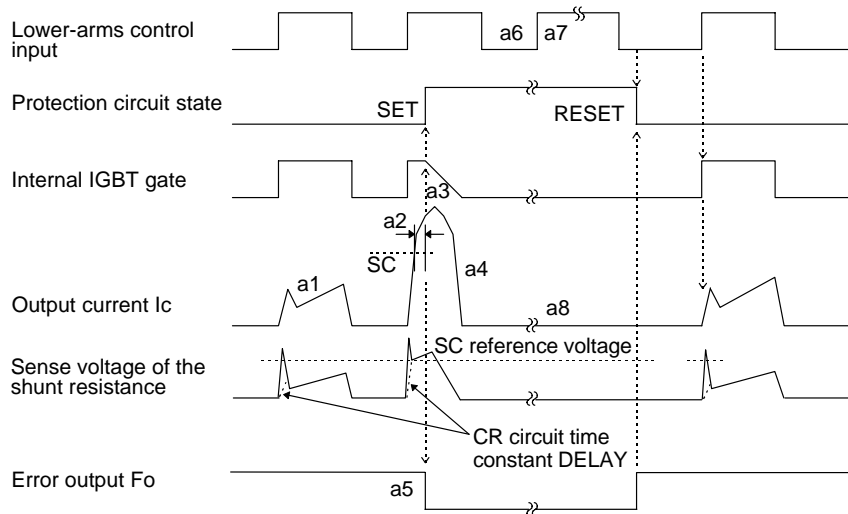 Lower-arms control
input
a6
a7
Protection circuit state
SET
RESET
Internal IGBT gate
a3
a2
SC
a4
a1
Output current Ic
a8
SC reference voltage
Sense voltage of the
shunt resistance
CR circuit time
constant DELAY
Error output Fo
a5